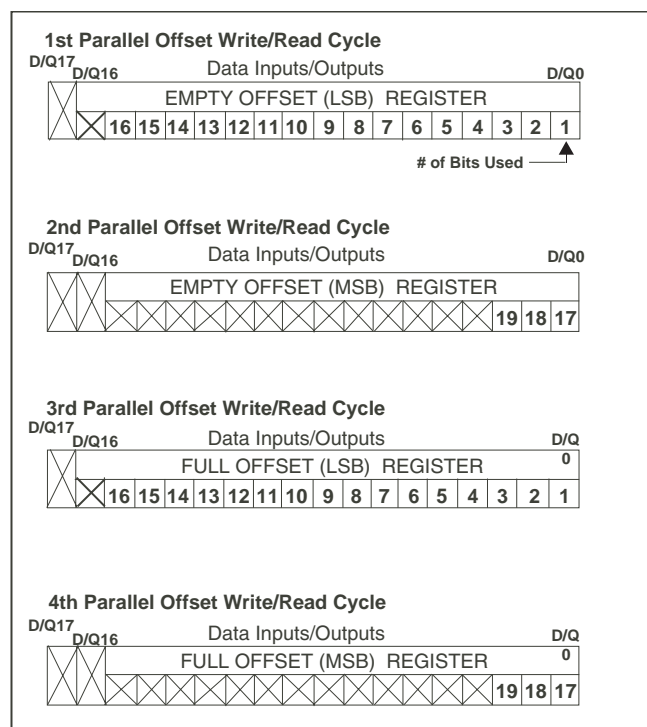 1st Parallel Offset Write/Read Cycle
D/Q17 D/Q16 Data Inputs/Outputs D/Q0
EMPTY OFFSET (LSB) REGISTER
16 15 14 13 12 11 10 9 8 7 6 5 4 3 2 1
# of Bits Used
2nd Parallel Offset Write/Read Cycle
D/Q17 D/Q16 Data Inputs/Outputs D/Q0
EMPTY OFFSET (MSB) REGISTER
19 18 17
3rd Parallel Offset Write/Read Cycle
D/Q17 D/Q16 Data Inputs/Outputs D/Q
0
FULL OFFSET (LSB) REGISTER
16 15 14 13 12 11 10 9 8 7 6 5 4 3 2 1
4th Parallel Offset Write/Read Cycle
D/Q17 D/Q16 Data Inputs/Outputs D/Q
0
FULL OFFSET (MSB) REGISTER
19 18 17